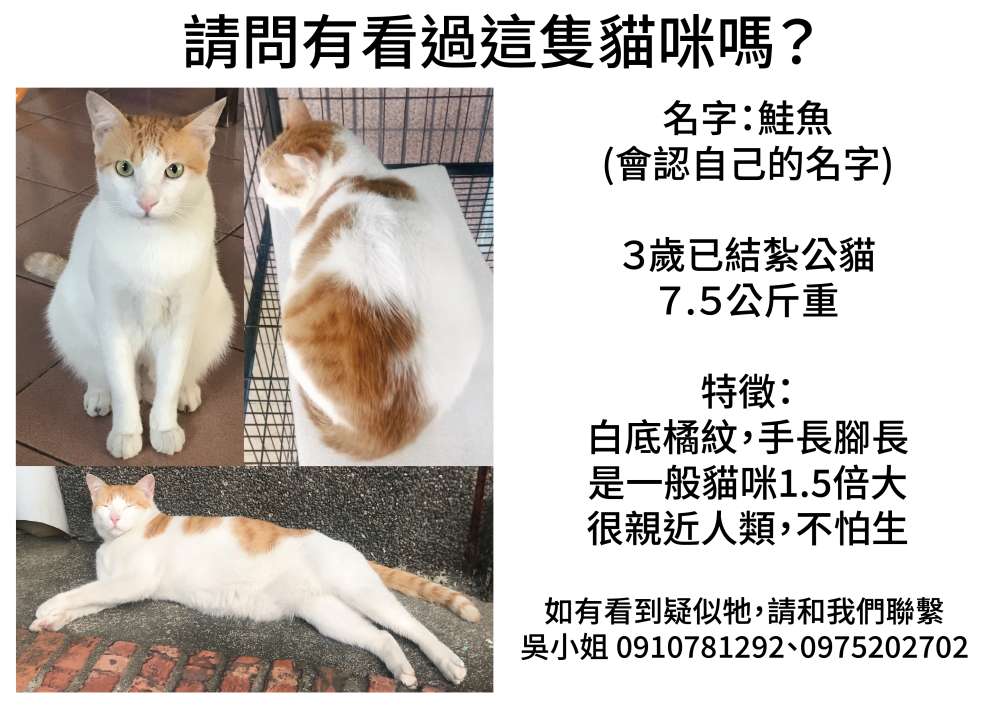 請問有看過這隻貓咪嗎？
名字：鮭魚
(會認自己的名字)
３歲已結紮公貓
７.５公斤重
特徵：
白底橘紋，手長腳長
是一般貓咪1.5倍大
很親近人類，不怕生
如有看到疑似牠，請和我們聯繫
吳小姐 0910781292、0975202702